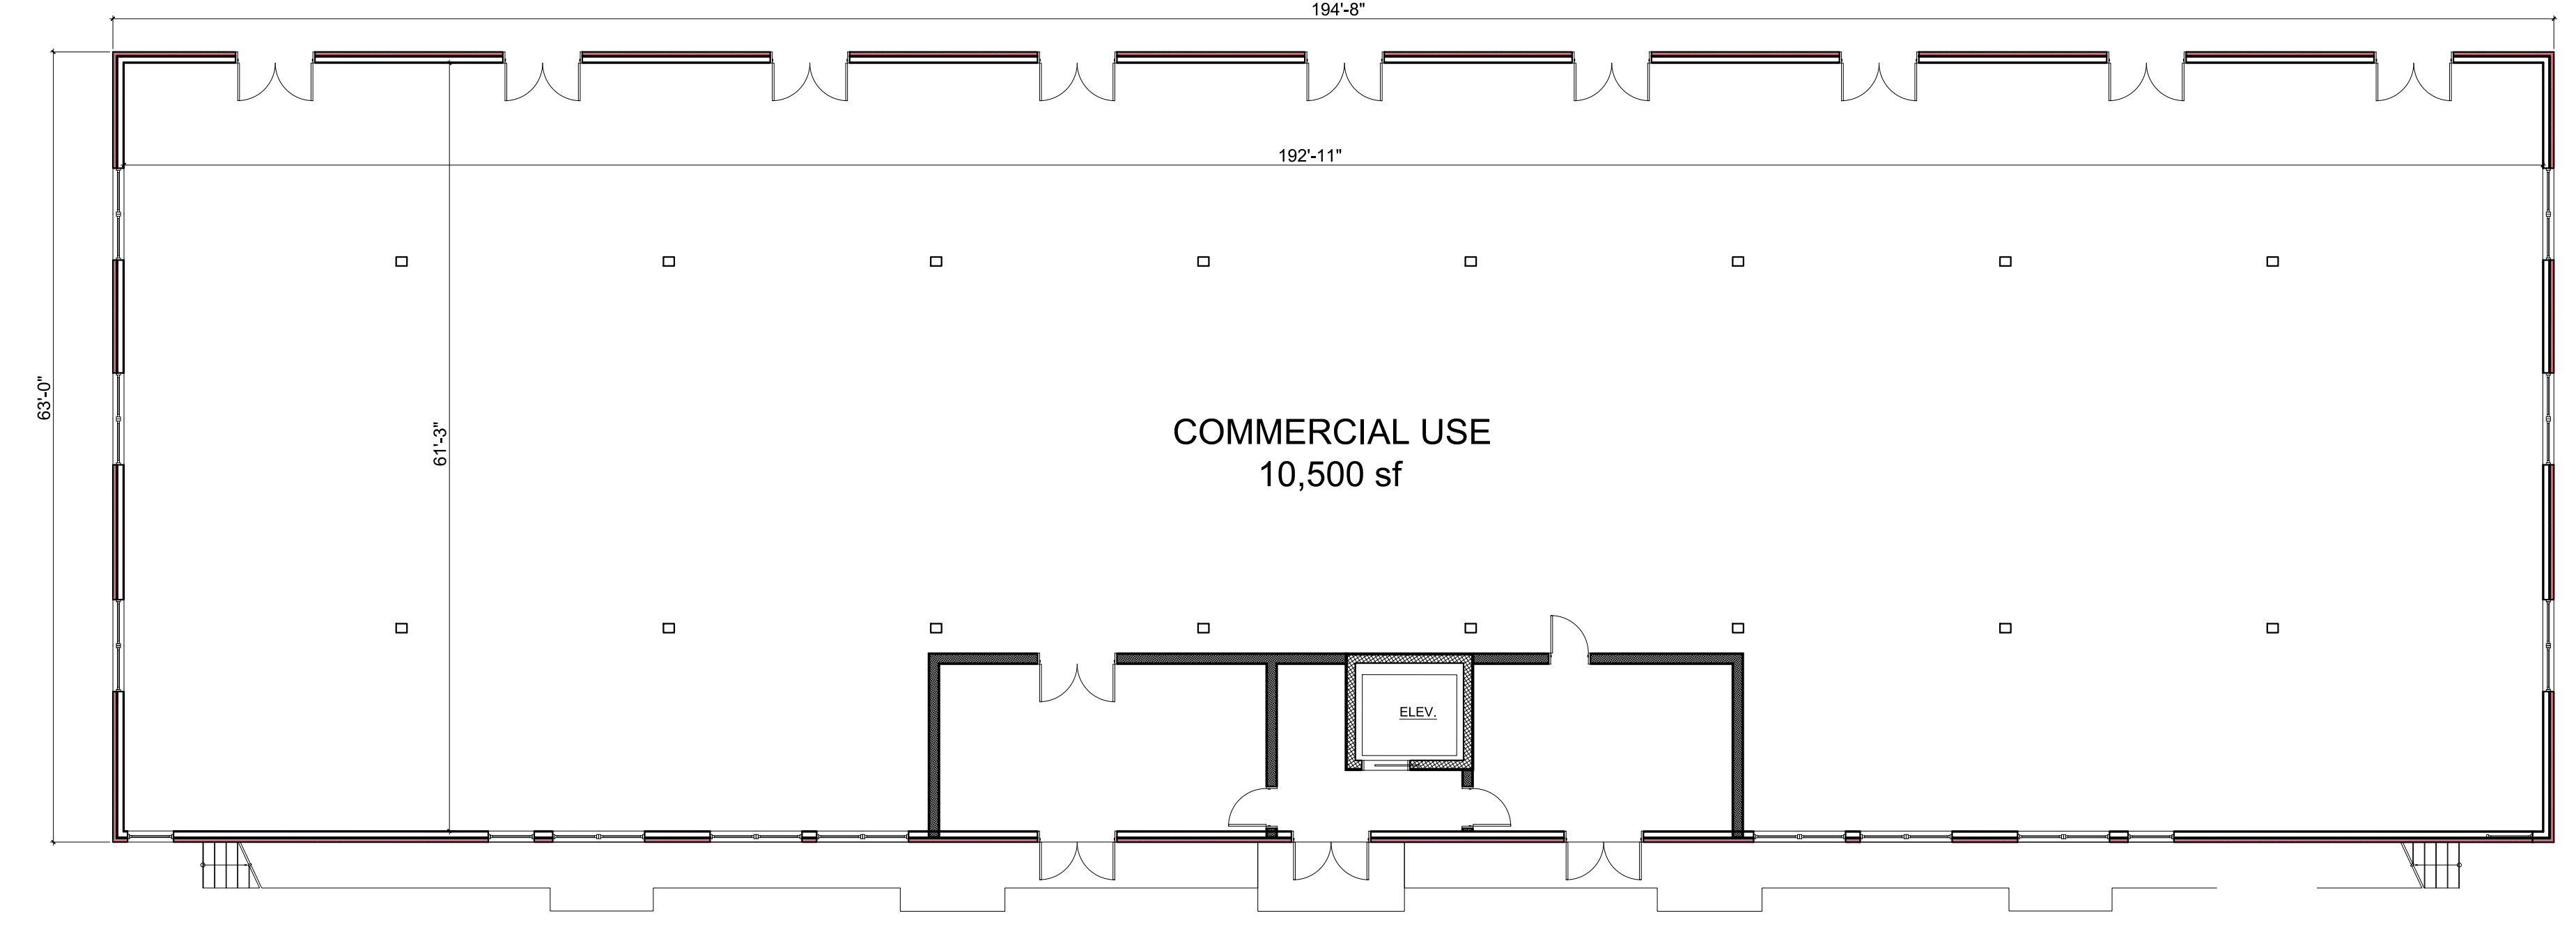 194'-8"
192'-11"
63'-0"
61'-3"
COMMERCIAL USE
10,500 sf
ELEV.